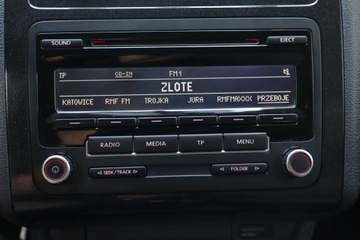 SOUND
EJECT
TP CD-IN FM1
ZLOTE
KATOWICE RMF FM TROJKA JURA RMFMAXXX PRZEBOJE
RADIO MEDIA TP MENU
SEEK / TRACK FOLDER